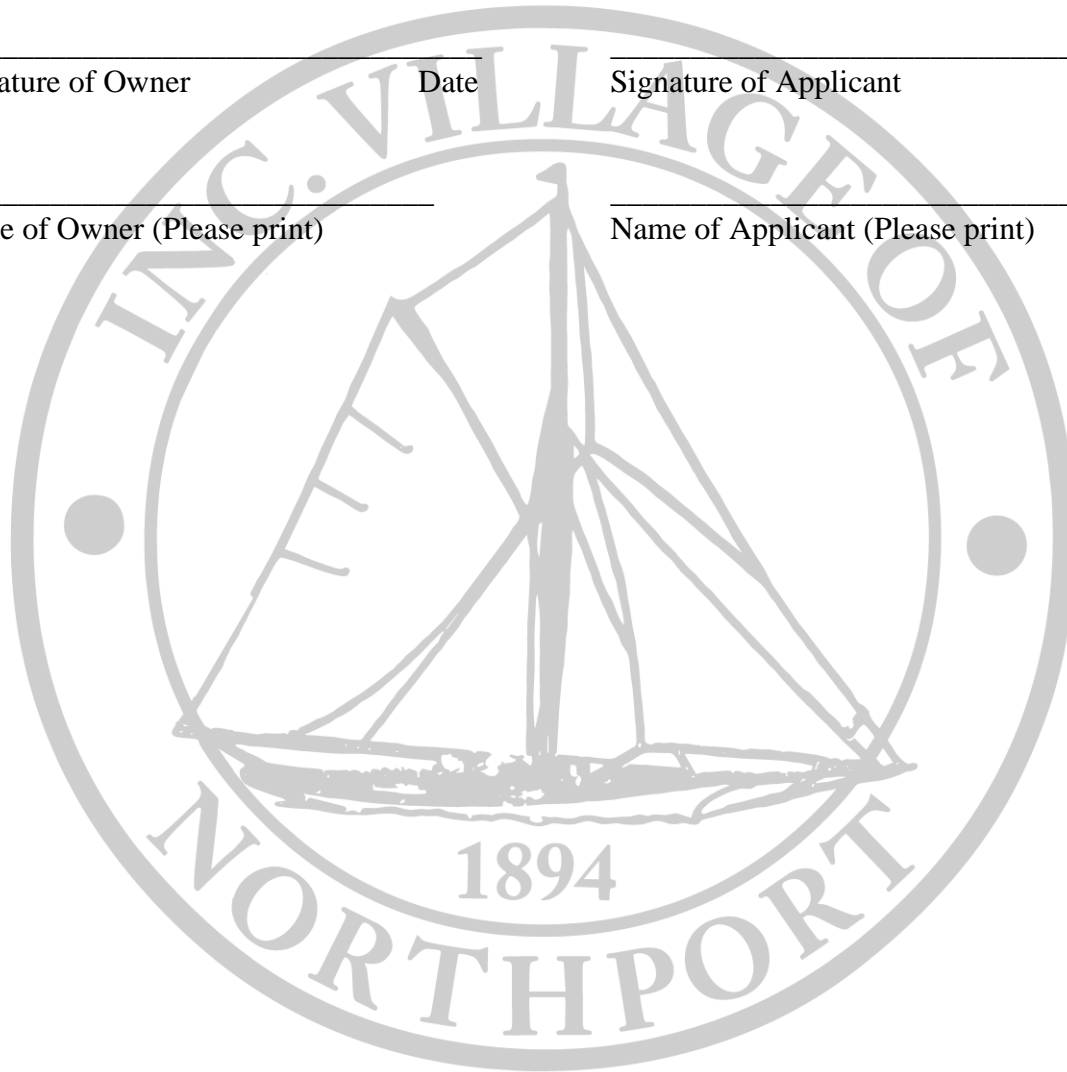 ature of Owner Date Signature of Applicant
e of Owner (Please print) Name of Applicant (Please print)
INC. VILLAGE OF
1894
NORTHPORT